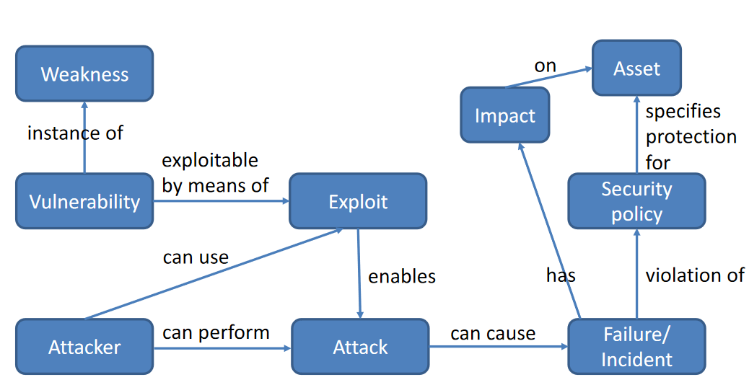 on
Asset
Weakness
Impact
specifies
protection
for
instance of
exploitable
by means of
Vulnerability
Exploit
Security
policy
can use
enables
has
violation of
Attacker
can perform
Attack
can cause
Failure/
Incident